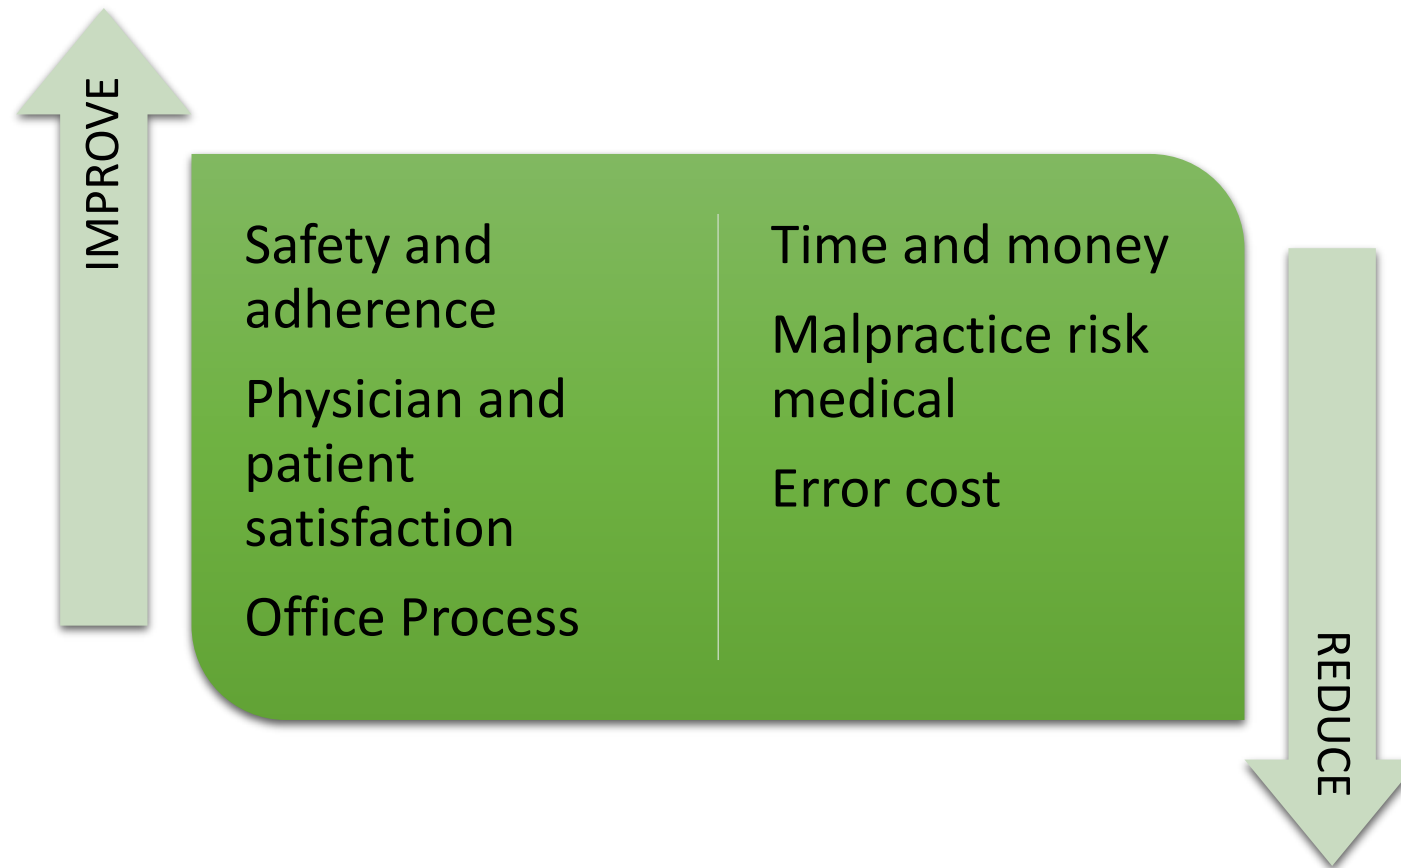 IMPROVE
Safety and
adherence
Physician and
patient
satisfaction
Office Process
Time and money
Malpractice risk
medical
Error cost
REDUCE